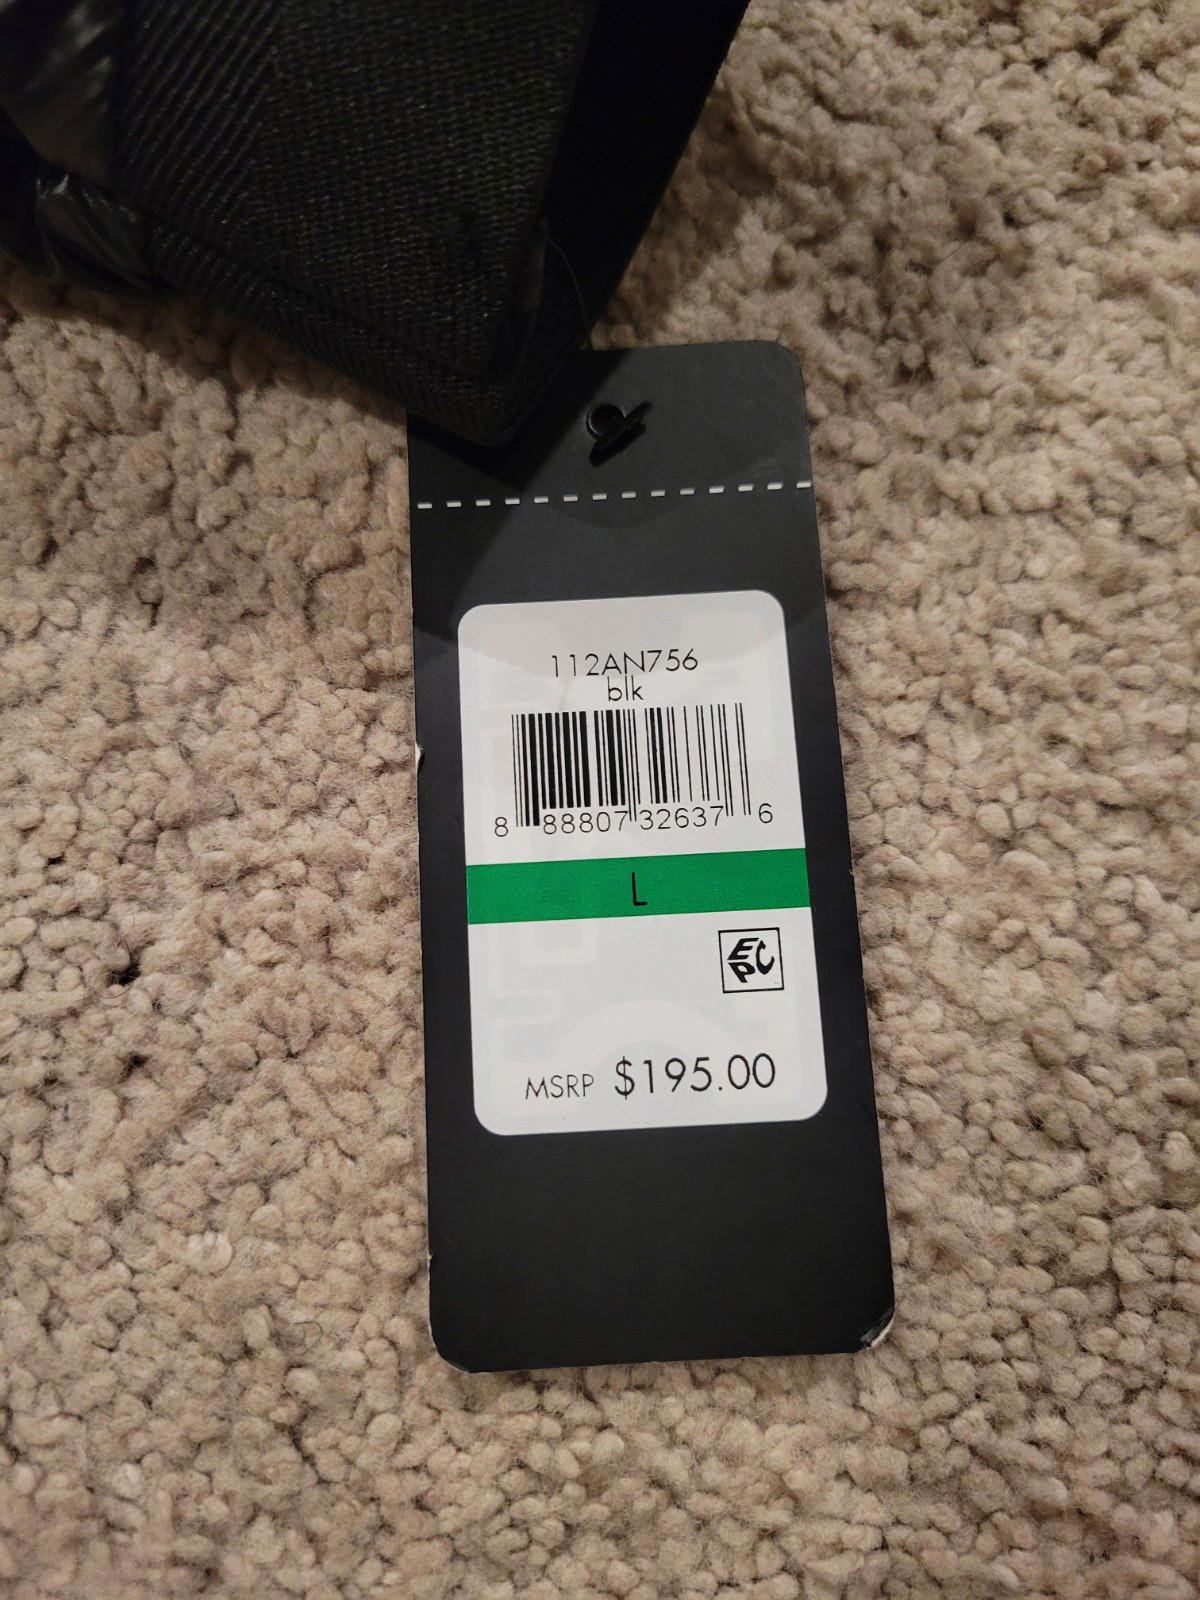 112AN756
blk
8 88807 32637 6
L
EPC
MSRP $195.00